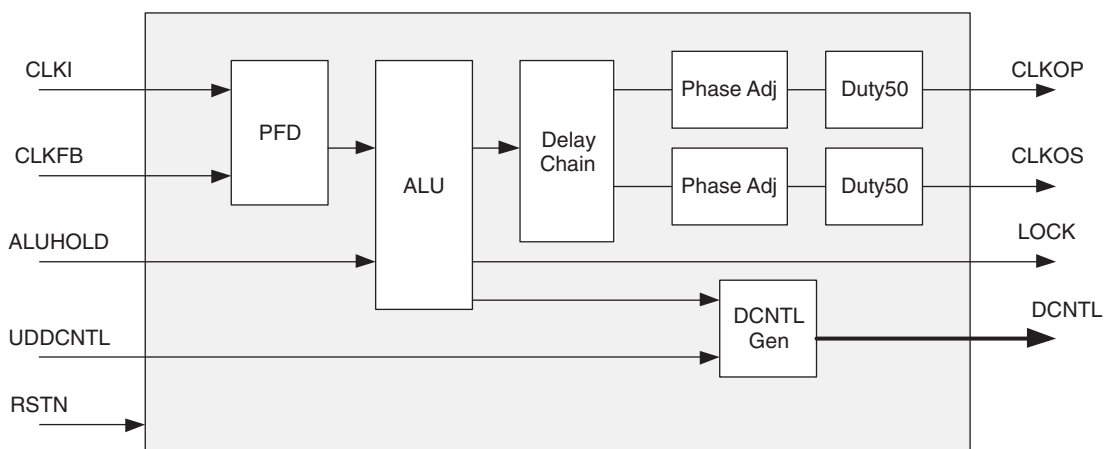 CLKI
CLKFB
ALUHOLD
UDDCNTL
RSTN
PFD
ALU
Delay
Chain
Phase Adj
Duty50
Phase Adj
Duty50
DCNTL
Gen
CLKOP
CLKOS
LOCK
DCNTL